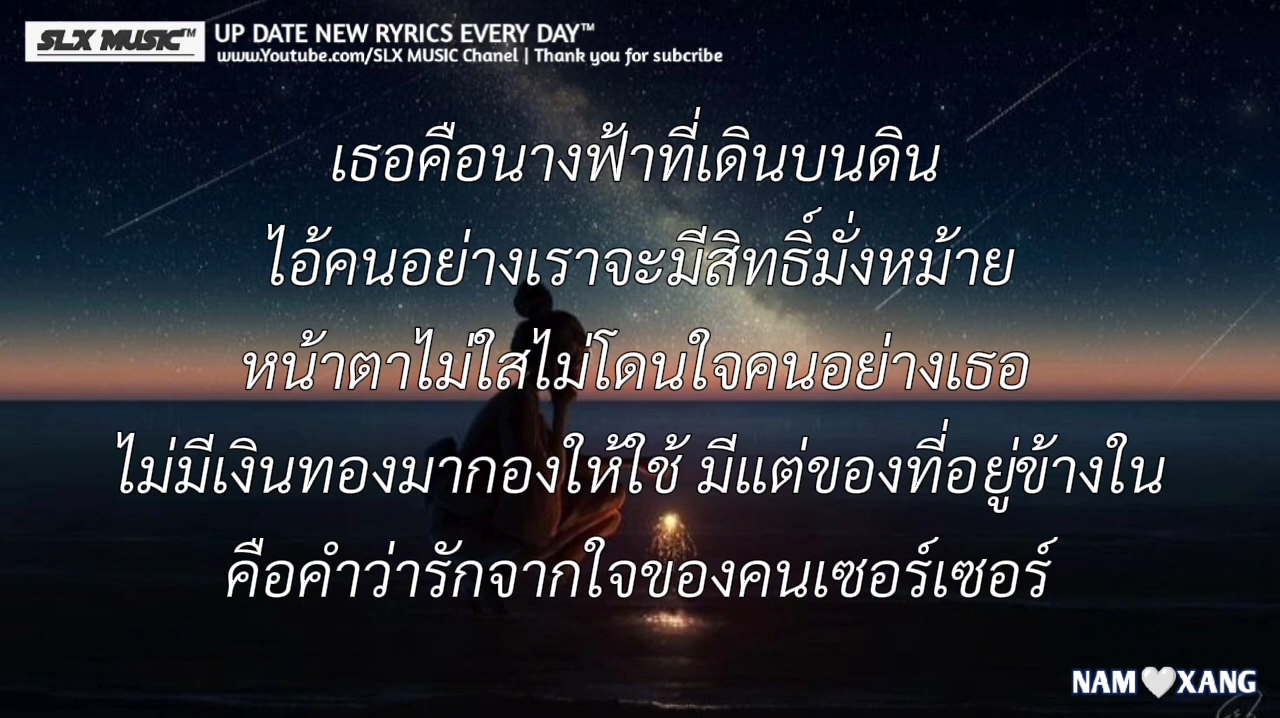 SLX MUSIC™
UP DATE NEW RYRICS EVERY DAY™
www.Youtube.com/SLX MUSIC Chanel | Thank you for subcribe
เธอคือนางฟ้าที่เดินบนดิน
ไอ้คนอย่างเราจะมีสิทธิ์มั่งหม้าย
หน้าตาไม่ใสไม่โดนใจคนอย่างเธอ
ไม่มีเงินทองมากองให้ใช้ มีแต่ของที่อยู่ข้างใน
คือคำว่ารักจากใจของคนเซอร์เซอร์
NAM🤍XANG